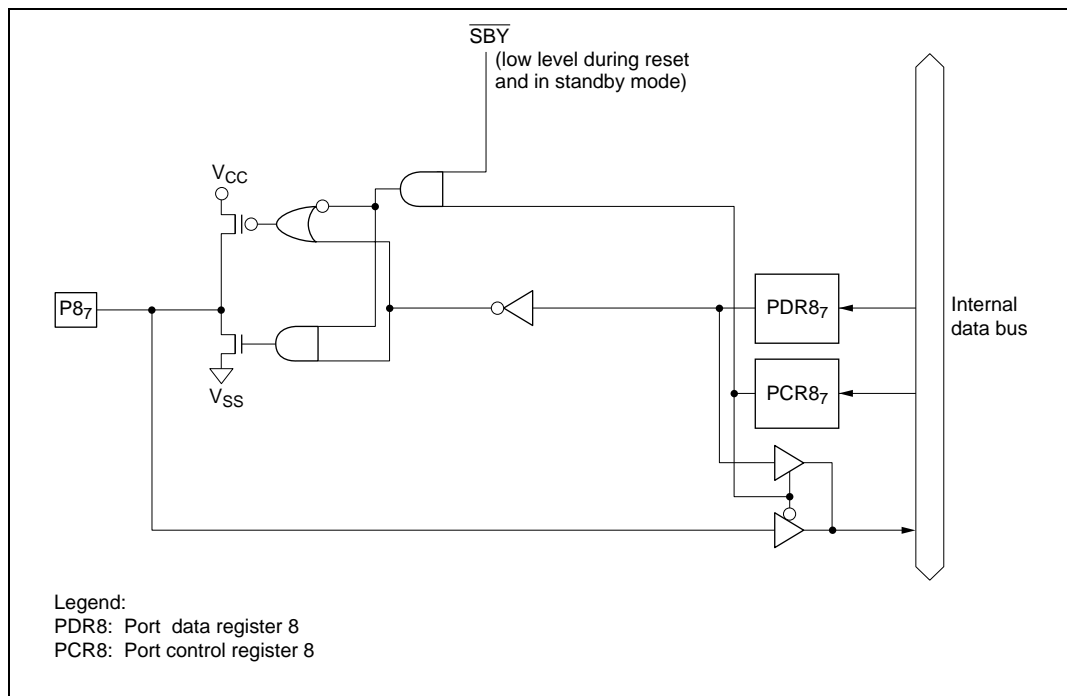 SBY
(low level during reset
and in standby mode)
VCC
P87
PDR87
Internal
data bus
PCR87
VSS
Legend:
PDR8: Port data register 8
PCR8: Port control register 8